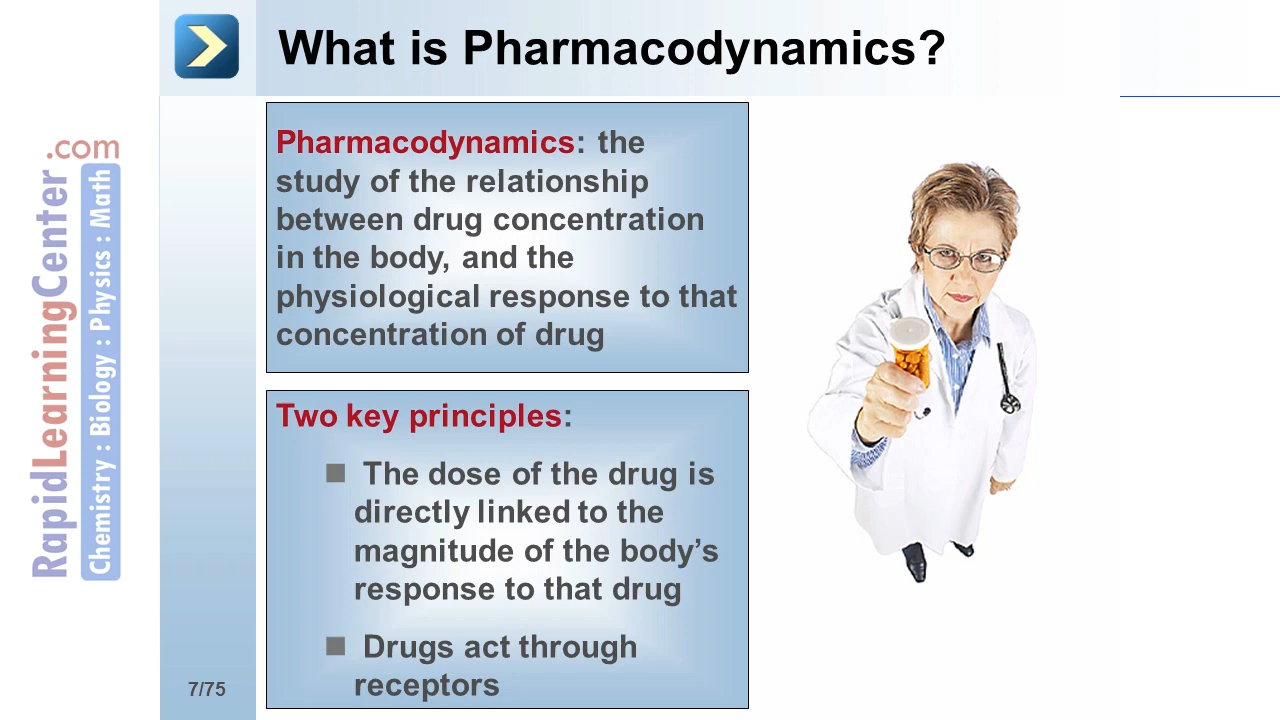 What is Pharmacodynamics?
Pharmacodynamics: the
study of the relationship
between drug concentration
in the body, and the
physiological response to that
concentration of drug
Two key principles:
■ The dose of the drug is
directly linked to the
magnitude of the body’s
response to that drug
■ Drugs act through
receptors
7/75
RapidLearningCenter.com
Chemistry : Biology : Physics : Math